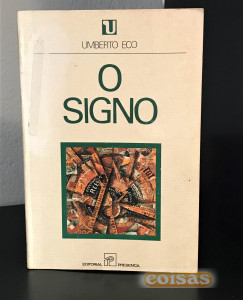 U
UMBERTO ECO
O
SIGNO
EDITORIAL PRESENÇA
coisas